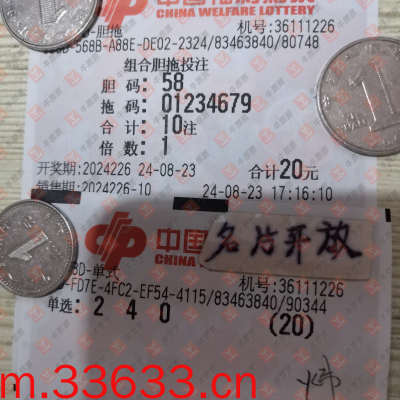 中国福利彩票
CHINA WELFARE LOTTERY
3D-胆拖 机号:36111226
-568B-A88E-DE02-2324/83463840/80748
组合胆拖投注
胆 码: 58
拖 码: 01234679
合 计: 10注
倍 数: 1
开奖期:2024226 24-08-23 合计20元
销售期:2024226-10 24-08-23 17:16:10
中国
CHINA
名片开放
3D-单式 机号:36111226
-FD7E-4FC2-EF54-4115/83463840/90344
单选: 2 4 0 (20)
m.33633.cn